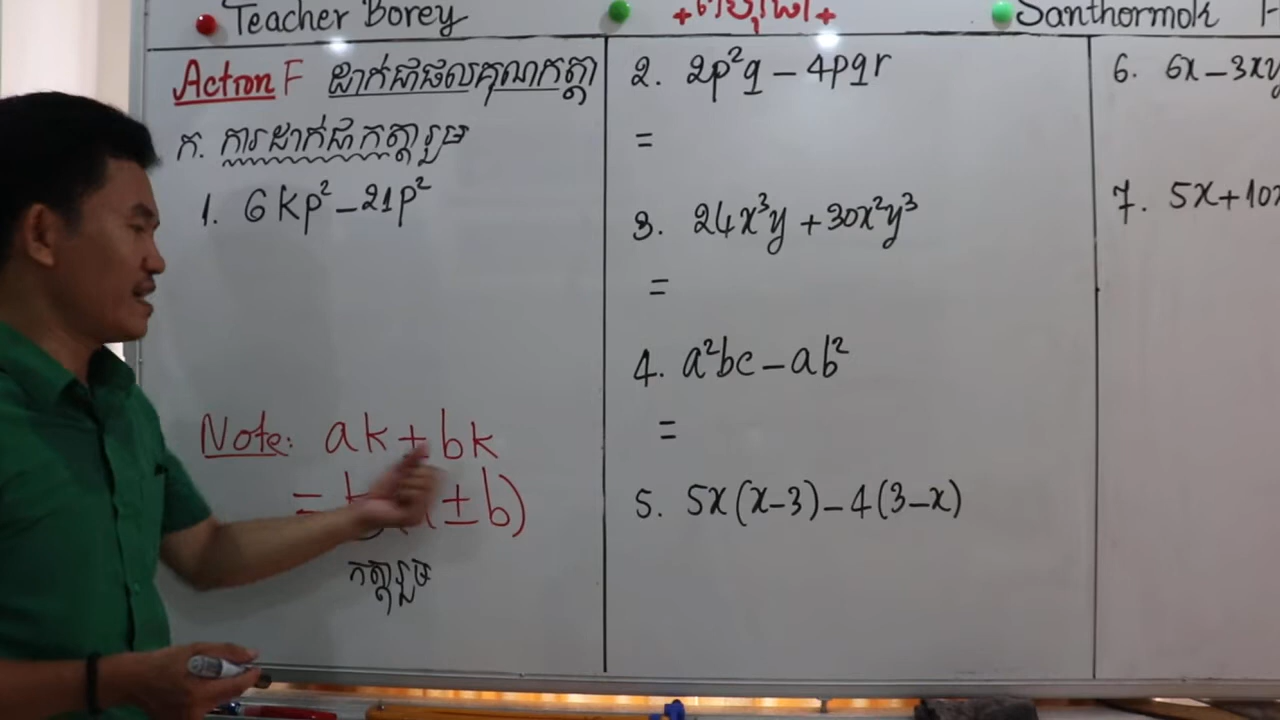 Teacher Borey
Santhormok
Action F ដាក់ជាផលគុណកត្តា
ក. ការដាក់ជាកត្តារួម
1. 6kp² – 21p²
Note: ak ± bk
= (± b)
កត្តារួម
2. 2p²q – 4pqr
=
3. 24x³y + 30x²y³
=
4. a²bc – ab²
=
5. 5x(x–3) – 4(3–x)
6. 6x – 3xy
7. 5x + 10x